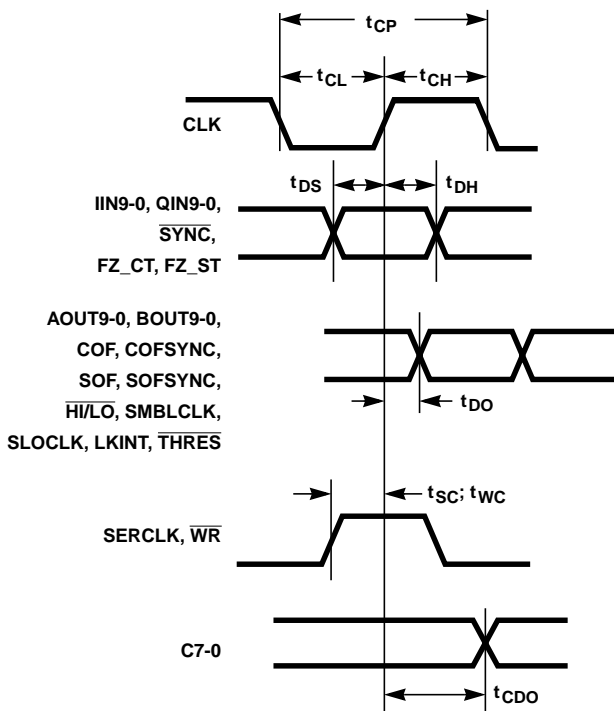 tCP
tCL
tCH
CLK
tDS
tDH
IIN9-0, QIN9-0,
SYNC,
FZ_CT, FZ_ST
AOUT9-0, BOUT9-0,
COF, COFSYNC,
SOF, SOFSYNC,
HI/LO, SMBLCLK,
SLOCLK, LKINT, THRES
tDO
tSC; tWC
SERCLK, WR
C7-0
tCDO